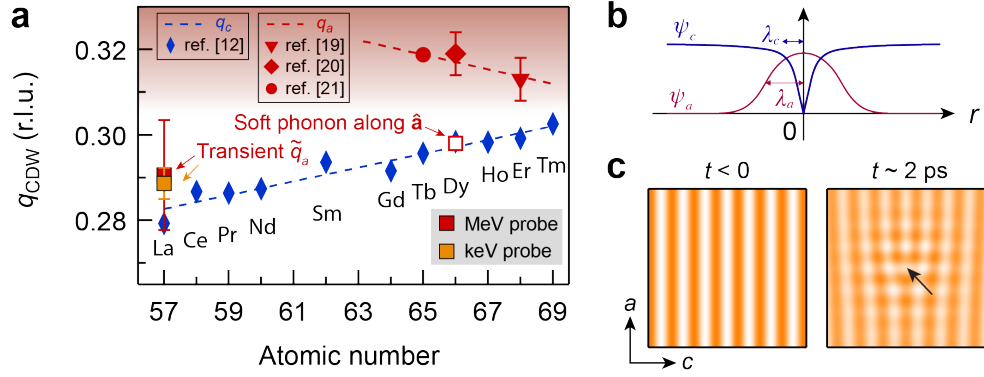 a
q_CDW (r.l.u.)
0.32
0.30
0.28
q_c
ref. [12]
q_a
ref. [19]
ref. [20]
ref. [21]
Soft phonon along â
Transient q̃_a
La
Ce
Pr
Nd
Sm
Gd
Tb
Dy
Ho
Er
Tm
MeV probe
keV probe
57 59 61 63 65 67 69
Atomic number
b
ψ_c
λ_c
ψ_a
λ_a
0
r
c
t < 0
t ~ 2 ps
a
c